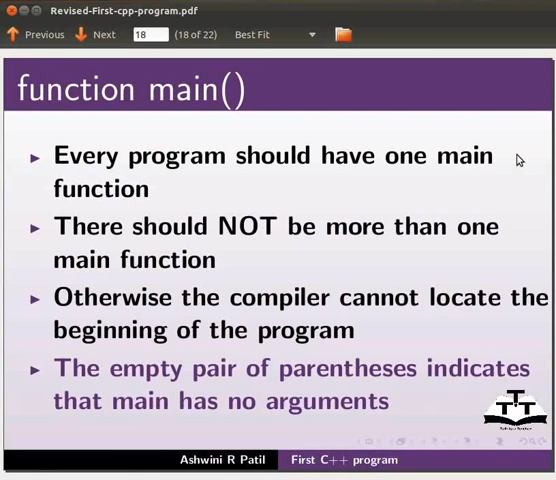 Revised-First-cpp-program.pdf
Previous Next 18 (18 of 22) Best Fit
function main()
Every program should have one main
function
There should NOT be more than one
main function
Otherwise the compiler cannot locate the
beginning of the program
The empty pair of parentheses indicates
that main has no arguments
Ashwini R Patil First C++ program